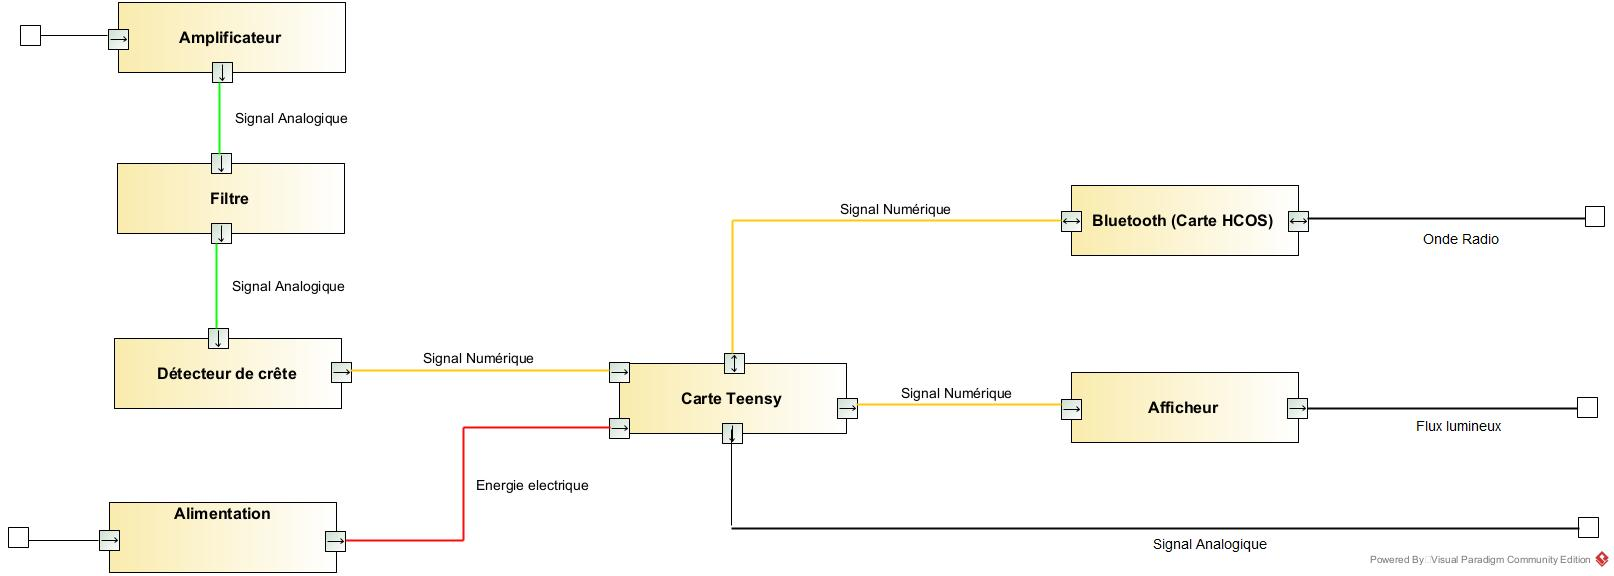 Amplificateur
Signal Analogique
Filtre
Signal Numérique
Bluetooth (Carte HCOS)
Onde Radio
Signal Analogique
Détecteur de crête
Signal Numérique
Carte Teensy
Signal Numérique
Afficheur
Flux lumineux
Energie electrique
Alimentation
Signal Analogique
Powered By Visual Paradigm Community Edition